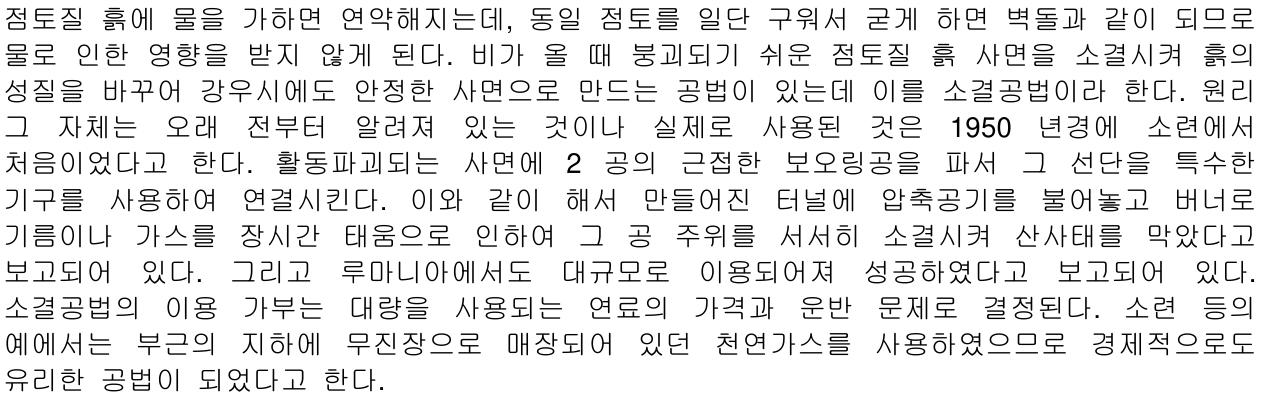 점토질 흙에 물을 가하면 연약해지는데, 동일 점토를 일단 구워서 굳게 하면 벽돌과 같이 되므로
물로 인한 영향을 받지 않게 된다. 비가 올 때 붕괴되기 쉬운 점토질 흙 사면을 소결시켜 흙의
성질을 바꾸어 강우시에도 안정한 사면으로 만드는 공법이 있는데 이를 소결공법이라 한다. 원리
그 자체는 오래 전부터 알려져 있는 것이나 실제로 사용된 것은 1950 년경에 소련에서
처음이었다고 한다. 활동파괴되는 사면에 2 공의 근접한 보오링공을 파서 그 선단을 특수한
기구를 사용하여 연결시킨다. 이와 같이 해서 만들어진 터널에 압축공기를 불어놓고 버너로
기름이나 가스를 장시간 태움으로 인하여 그 공 주위를 서서히 소결시켜 산사태를 막았다고
보고되어 있다. 그리고 루마니아에서도 대규모로 이용되어져 성공하였다고 보고되어 있다.
소결공법의 이용 가부는 대량을 사용되는 연료의 가격과 운반 문제로 결정된다. 소련 등의
예에서는 부근의 지하에 무진장으로 매장되어 있던 천연가스를 사용하였으므로 경제적으로도
유리한 공법이 되었다고 한다.